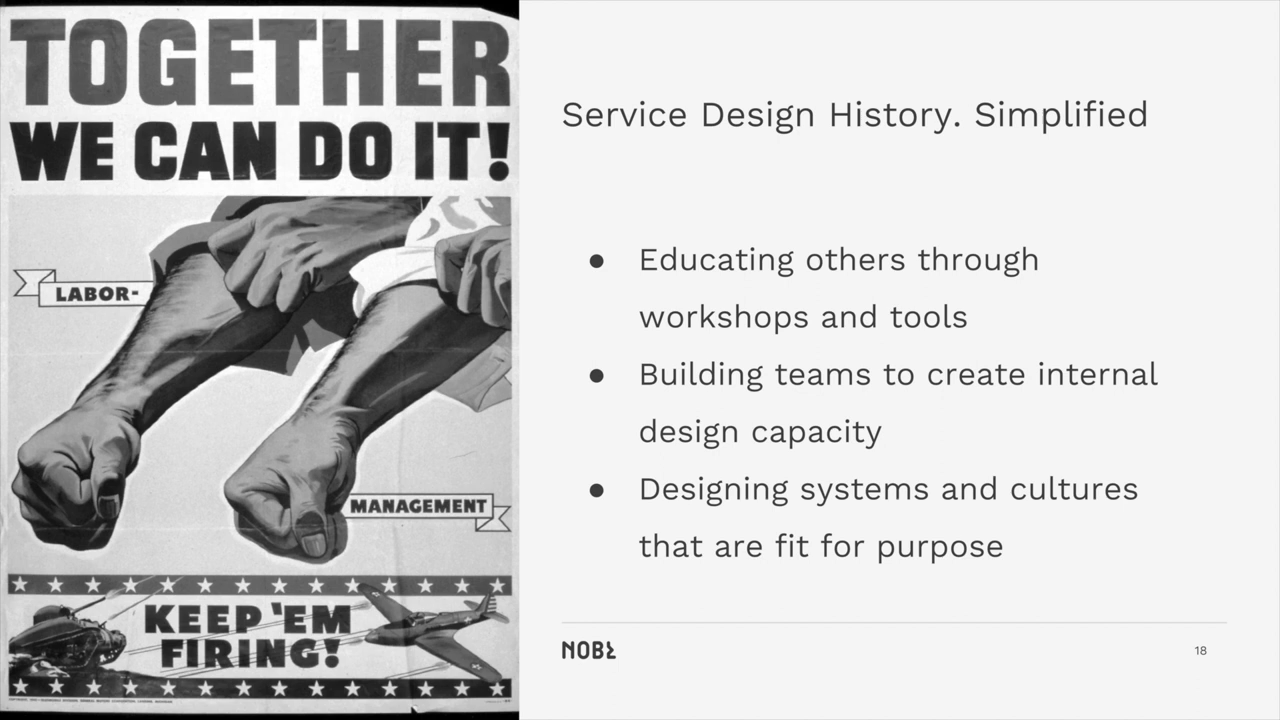 TOGETHER
WE CAN DO IT!
LABOR-
MANAGEMENT
KEEP 'EM
FIRING!
Service Design History. Simplified
● Educating others through
workshops and tools
● Building teams to create internal
design capacity
● Designing systems and cultures
that are fit for purpose
NOBL
18